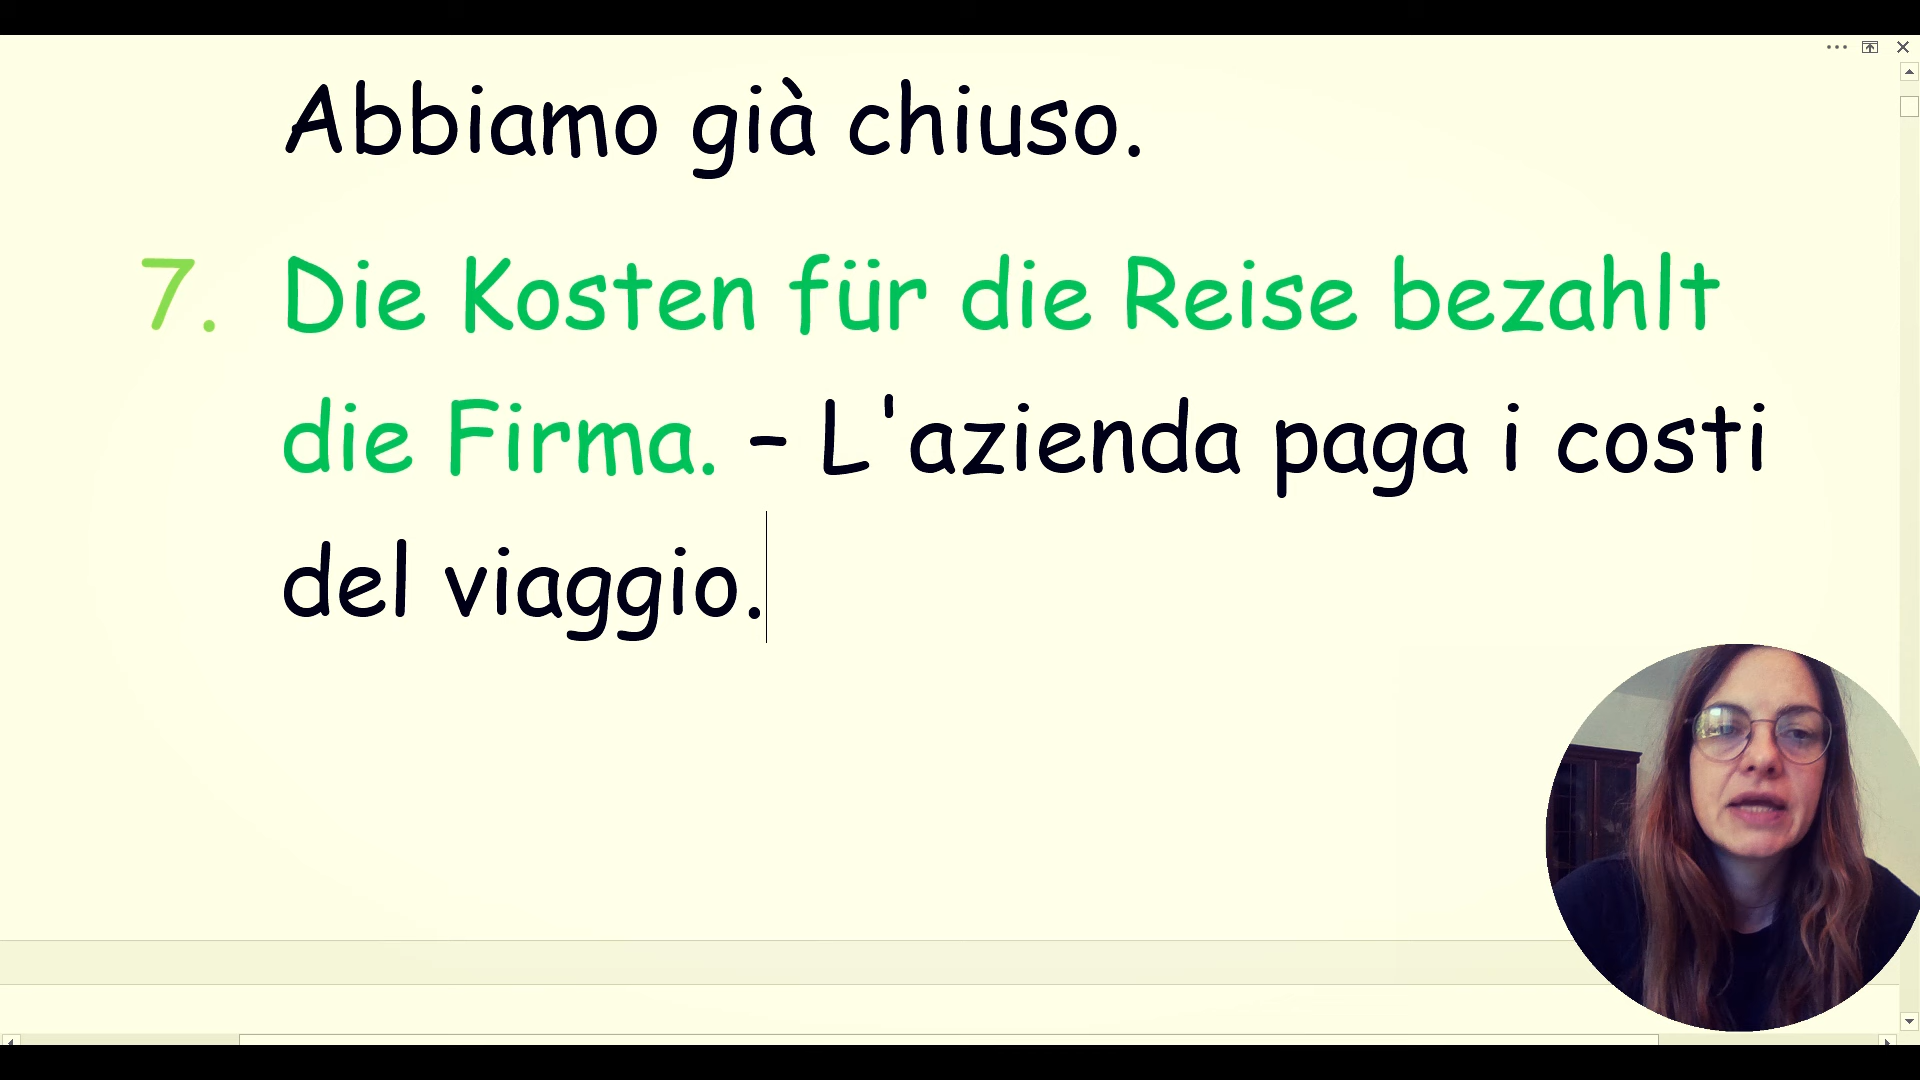 Abbiamo già chiuso.
7. Die Kosten für die Reise bezahlt
die Firma. – L'azienda paga i costi
del viaggio.